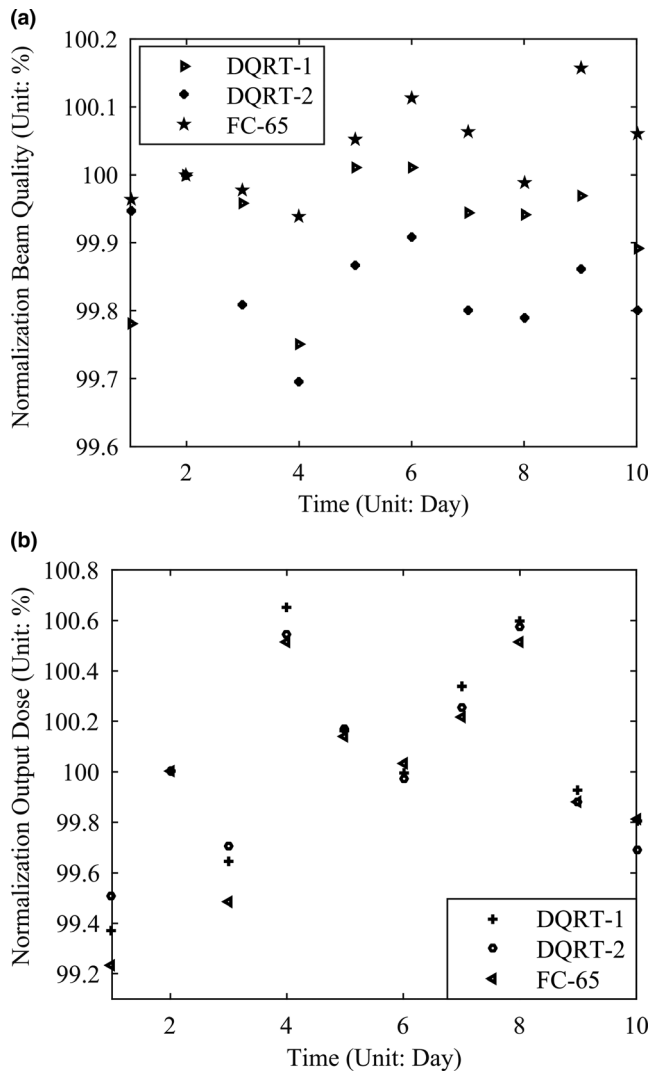 (a)
Normalization Beam Quality (Unit: %)
100.2
100.1
100
99.9
99.8
99.7
99.6
DQRT-1
DQRT-2
FC-65
2
4
6
8
10
Time (Unit: Day)
(b)
Normalization Output Dose (Unit: %)
100.8
100.6
100.4
100.2
100
99.8
99.6
99.4
99.2
DQRT-1
DQRT-2
FC-65
2
4
6
8
10
Time (Unit: Day)